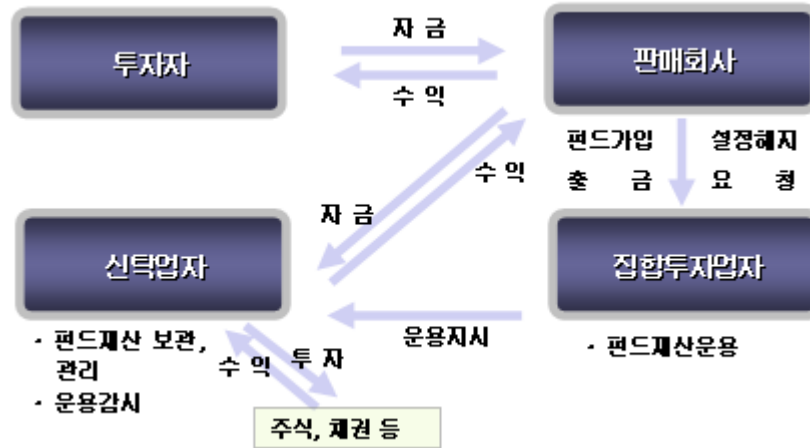 투자자
자 금
수 익
판매회사
펀드가입
설정해지
출 금
요 청
수 익
자 금
신탁업자
집합투자업자
운용지시
· 펀드재산 보관,
관리
· 운용감시
수 익
투 자
· 펀드재산운용
주식, 채권 등